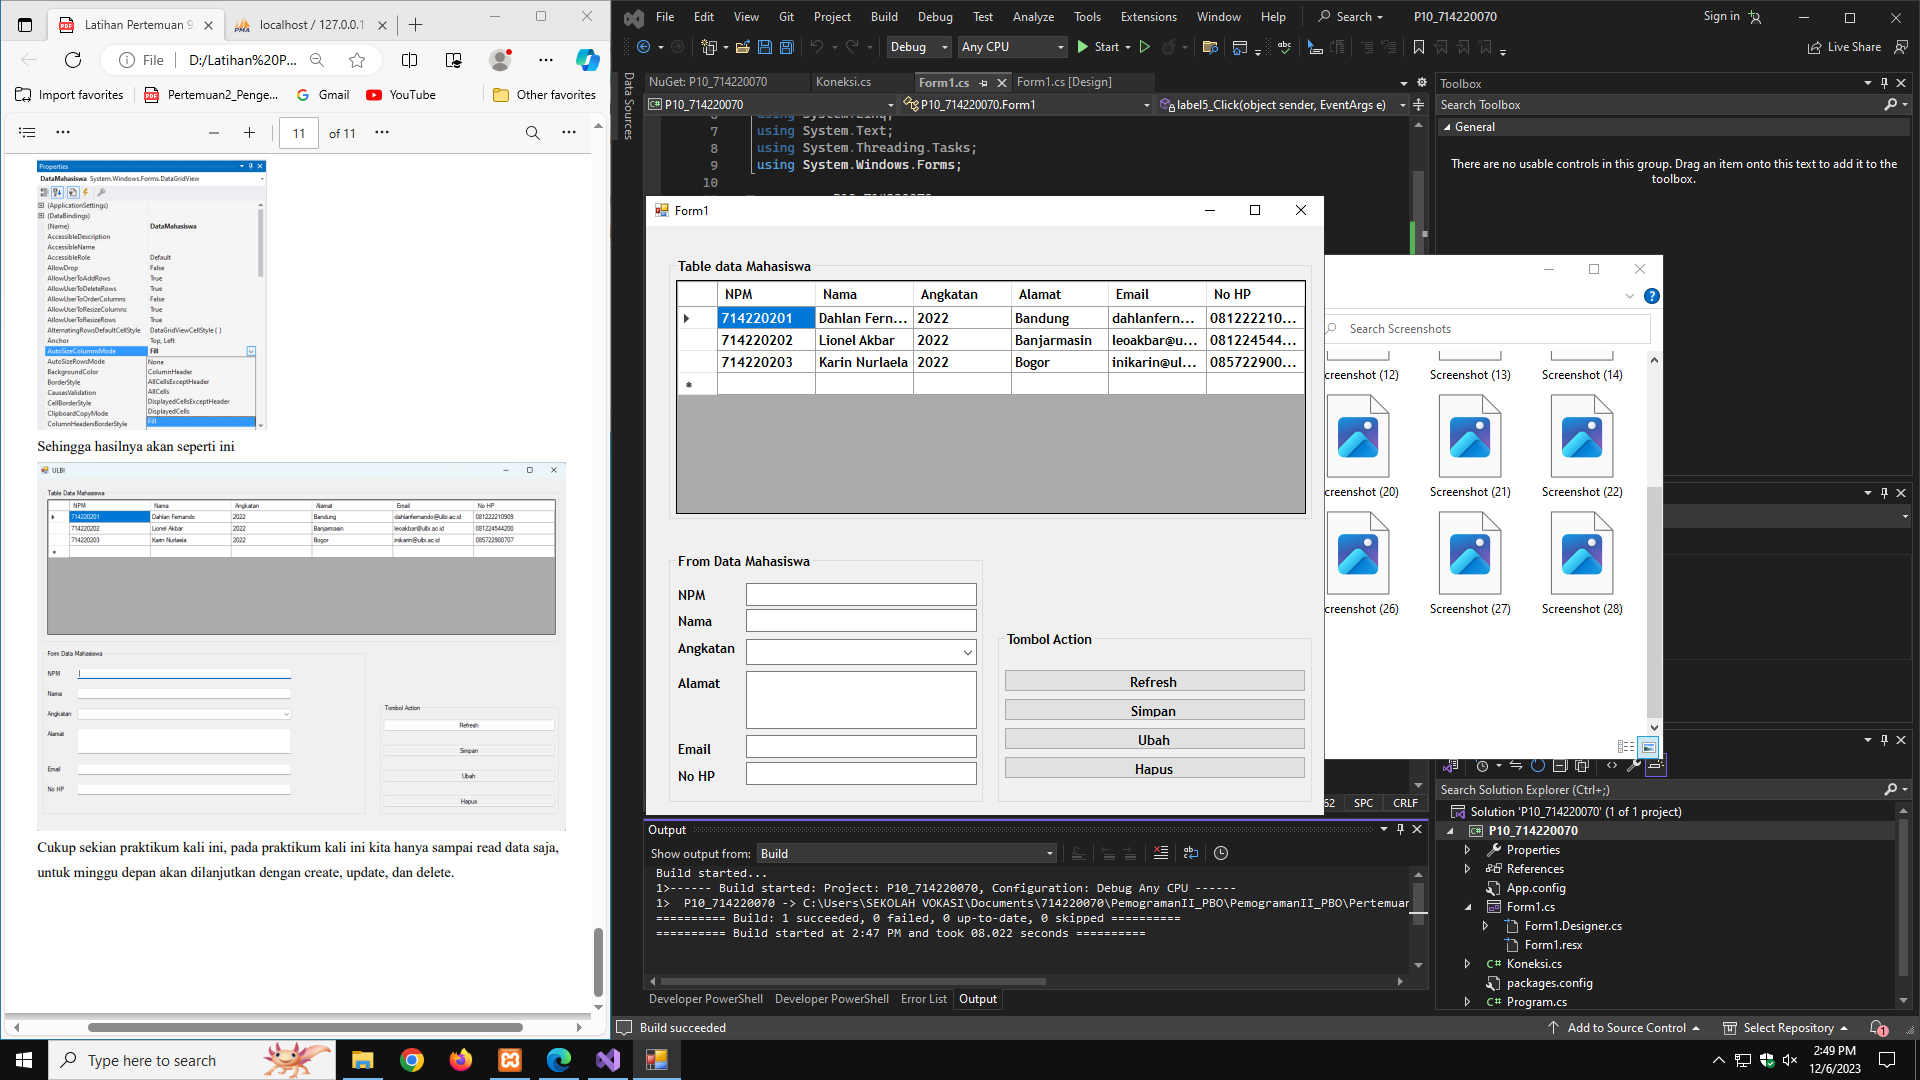 Latihan Pertemuan 9
localhost / 127.0.0.1
File
D:/Latihan%20P...
Import favorites
Pertemuan2_Penge...
Gmail
YouTube
Other favorites
11
of 11
Properties
DataMahasiswa System.Windows.Forms.DataGridView
(ApplicationSettings)
(DataBindings)
(Name) DataMahasiswa
AccessibleDescription
AccessibleName
AccessibleRole Default
AllowDrop False
AllowUserToAddRows True
AllowUserToDeleteRows True
AllowUserToOrderColumns False
AllowUserToResizeColumns True
AllowUserToResizeRows True
AlternatingRowsDefaultCellStyle DataGridViewCellStyle { }
Anchor Top, Left
AutoSizeColumnsMode Fill
AutoSizeRowsMode None
BackgroundColor ColumnHeader
BorderStyle AllCellsExceptHeader
CausesValidation AllCells
CellBorderStyle DisplayedCellsExceptHeader
ClipboardCopyMode DisplayedCells
ColumnHeadersBorderStyle Fill
Sehingga hasilnya akan seperti ini
ULBI
Table Data Mahasiswa
NPM Nama Angkatan Alamat Email No HP
714220201 Dahlan Fernando 2022 Bandung dahlanfernando@ulbi.ac.id 081222210909
714220202 Lionel Akbar 2022 Banjarmasin leoakbar@ulbi.ac.id 081224544200
714220203 Karin Nurlaela 2022 Bogor inikarin@ulbi.ac.id 085722900707
Form Data Mahasiswa
NPM
Nama
Angkatan
Alamat
Email
No HP
Tombol Action
Refresh
Simpan
Ubah
Hapus
Cukup sekian praktikum kali ini, pada praktikum kali ini kita hanya sampai read data saja,
untuk minggu depan akan dilanjutkan dengan create, update, dan delete.
File Edit View Git Project Build Debug Test Analyze Tools Extensions Window Help Search P10_714220070 Sign in
Debug Any CPU Start Live Share
Data Sources
NuGet: P10_714220070 Koneksi.cs Form1.cs Form1.cs [Design]
P10_714220070 P10_714220070.Form1 label5_Click(object sender, EventArgs e)
7 using System.Text;
8 using System.Threading.Tasks;
9 using System.Windows.Forms;
10
Form1
Table data Mahasiswa
NPM Nama Angkatan Alamat Email No HP
714220201 Dahlan Fern... 2022 Bandung dahlanfern... 081222210...
714220202 Lionel Akbar 2022 Banjarmasin leoakbar@u... 081224544...
714220203 Karin Nurlaela 2022 Bogor inikarin@ul... 085722900...
From Data Mahasiswa
NPM
Nama
Angkatan
Alamat
Email
No HP
Tombol Action
Refresh
Simpan
Ubah
Hapus
Toolbox
Search Toolbox
General
There are no usable controls in this group. Drag an item onto this text to add it to the
toolbox.
Search Screenshots
creenshot (12) Screenshot (13) Screenshot (14)
creenshot (20) Screenshot (21) Screenshot (22)
creenshot (26) Screenshot (27) Screenshot (28)
62 SPC CRLF
Output
Show output from: Build
Build started...
1>------ Build started: Project: P10_714220070, Configuration: Debug Any CPU ------
1> P10_714220070 -> C:\Users\SEKOLAH VOKASI\Documents\714220070\PemogramanII_PBO\PemogramanII_PBO\Pertemuan
========== Build: 1 succeeded, 0 failed, 0 up-to-date, 0 skipped ==========
========== Build started at 2:47 PM and took 08.022 seconds ==========
Developer PowerShell Developer PowerShell Error List Output
Search Solution Explorer (Ctrl+;)
Solution 'P10_714220070' (1 of 1 project)
P10_714220070
Properties
References
App.config
Form1.cs
Form1.Designer.cs
Form1.resx
Koneksi.cs
packages.config
Program.cs
Build succeeded
Add to Source Control
Select Repository
1
Type here to search
2:49 PM
12/6/2023